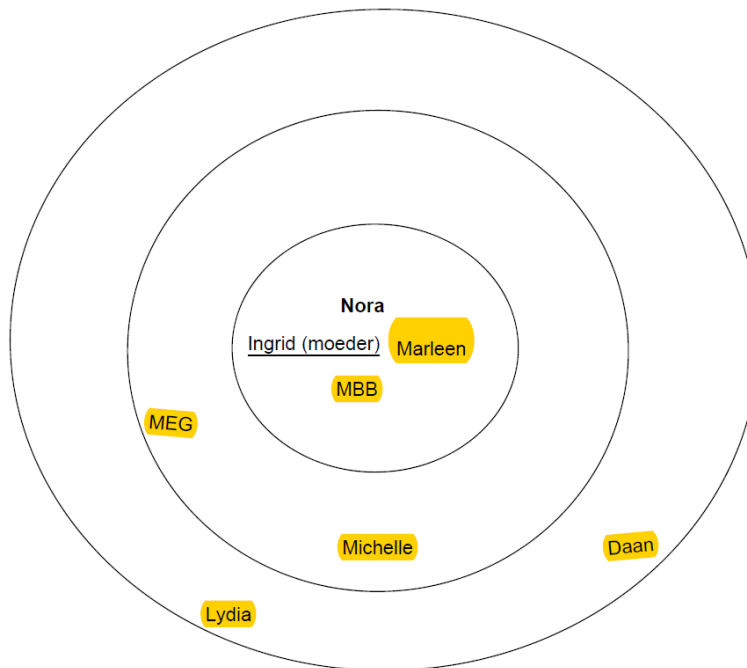 Nora
Ingrid (moeder)
Marleen
MBB
MEG
Michelle
Daan
Lydia